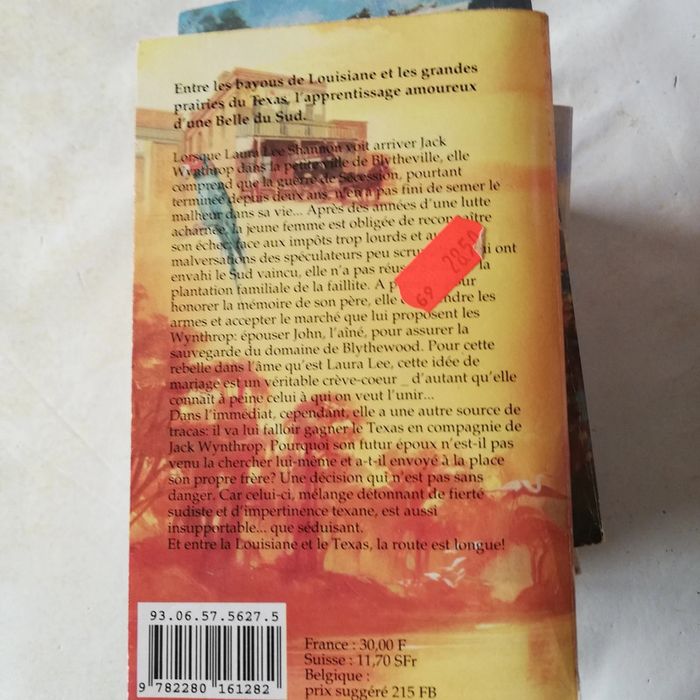 Entre les bayous de Louisiane et les grandes
prairies du Texas, l'apprentissage amoureux
d'une Belle du Sud.
Lorsque Laura Lee Shannon voit arriver Jack
Wynthrop dans la petite ville de Blytheville, elle
comprend que la guerre de Sécession, pourtant
terminée depuis deux ans, n'en a pas fini de semer le
malheur dans sa vie... Après des années d'une lutte
acharnée, la jeune femme est obligée de reconnaître
son échec: face aux impôts trop lourds et au
malversations des spéculateurs peu scru ui ont
envahi le Sud vaincu, elle n'a pas réus la
plantation familiale de la faillite. A p our
honorer la mémoire de son père, elle ndre les
armes et accepter le marché que lui proposent les
Wynthrop: épouser John, l'aîné, pour assurer la
sauvegarde du domaine de Blythewood. Pour cette
rebelle dans l'âme qu'est Laura Lee, cette idée de
mariage est un véritable crève-coeur _ d'autant qu'elle
connaît à peine celui à qui on veut l'unir...
Dans l'immédiat, cependant, elle a une autre source de
tracas: il va lui falloir gagner le Texas en compagnie de
Jack Wynthrop. Pourquoi son futur époux n'est-il pas
venu la chercher lui-même et a-t-il envoyé à la place
son propre frère? Une décision qui n'est pas sans
danger. Car celui-ci, mélange détonnant de fierté
sudiste et d'impertinence texane, est aussi
insupportable... que séduisant.
Et entre la Louisiane et le Texas, la route est longue!
28,50
69
93.06.57.5627.5
9 782280 161282
France : 30,00 F
Suisse : 11,70 SFr
Belgique :
prix suggéré 215 FB